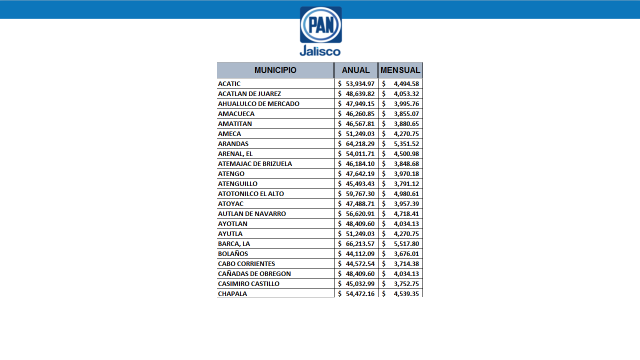 PAN
Jalisco
MUNICIPIO ANUAL MENSUAL
ACATIC $ 53,934.97 $ 4,494.58
ACATLAN DE JUAREZ $ 48,639.82 $ 4,053.32
AHUALULCO DE MERCADO $ 47,949.15 $ 3,995.76
AMACUECA $ 46,260.85 $ 3,855.07
AMATITAN $ 46,567.81 $ 3,880.65
AMECA $ 51,249.03 $ 4,270.75
ARANDAS $ 64,218.29 $ 5,351.52
ARENAL, EL $ 54,011.71 $ 4,500.98
ATEMAJAC DE BRIZUELA $ 46,184.10 $ 3,848.68
ATENGO $ 47,642.19 $ 3,970.18
ATENGUILLO $ 45,493.43 $ 3,791.12
ATOTONILCO EL ALTO $ 59,767.30 $ 4,980.61
ATOYAC $ 47,488.71 $ 3,957.39
AUTLAN DE NAVARRO $ 56,620.91 $ 4,718.41
AYOTLAN $ 48,409.60 $ 4,034.13
AYUTLA $ 51,249.03 $ 4,270.75
BARCA, LA $ 66,213.57 $ 5,517.80
BOLAÑOS $ 44,112.09 $ 3,676.01
CABO CORRIENTES $ 44,572.54 $ 3,714.38
CAÑADAS DE OBREGON $ 48,409.60 $ 4,034.13
CASIMIRO CASTILLO $ 45,032.99 $ 3,752.75
CHAPALA $ 54,472.16 $ 4,539.35